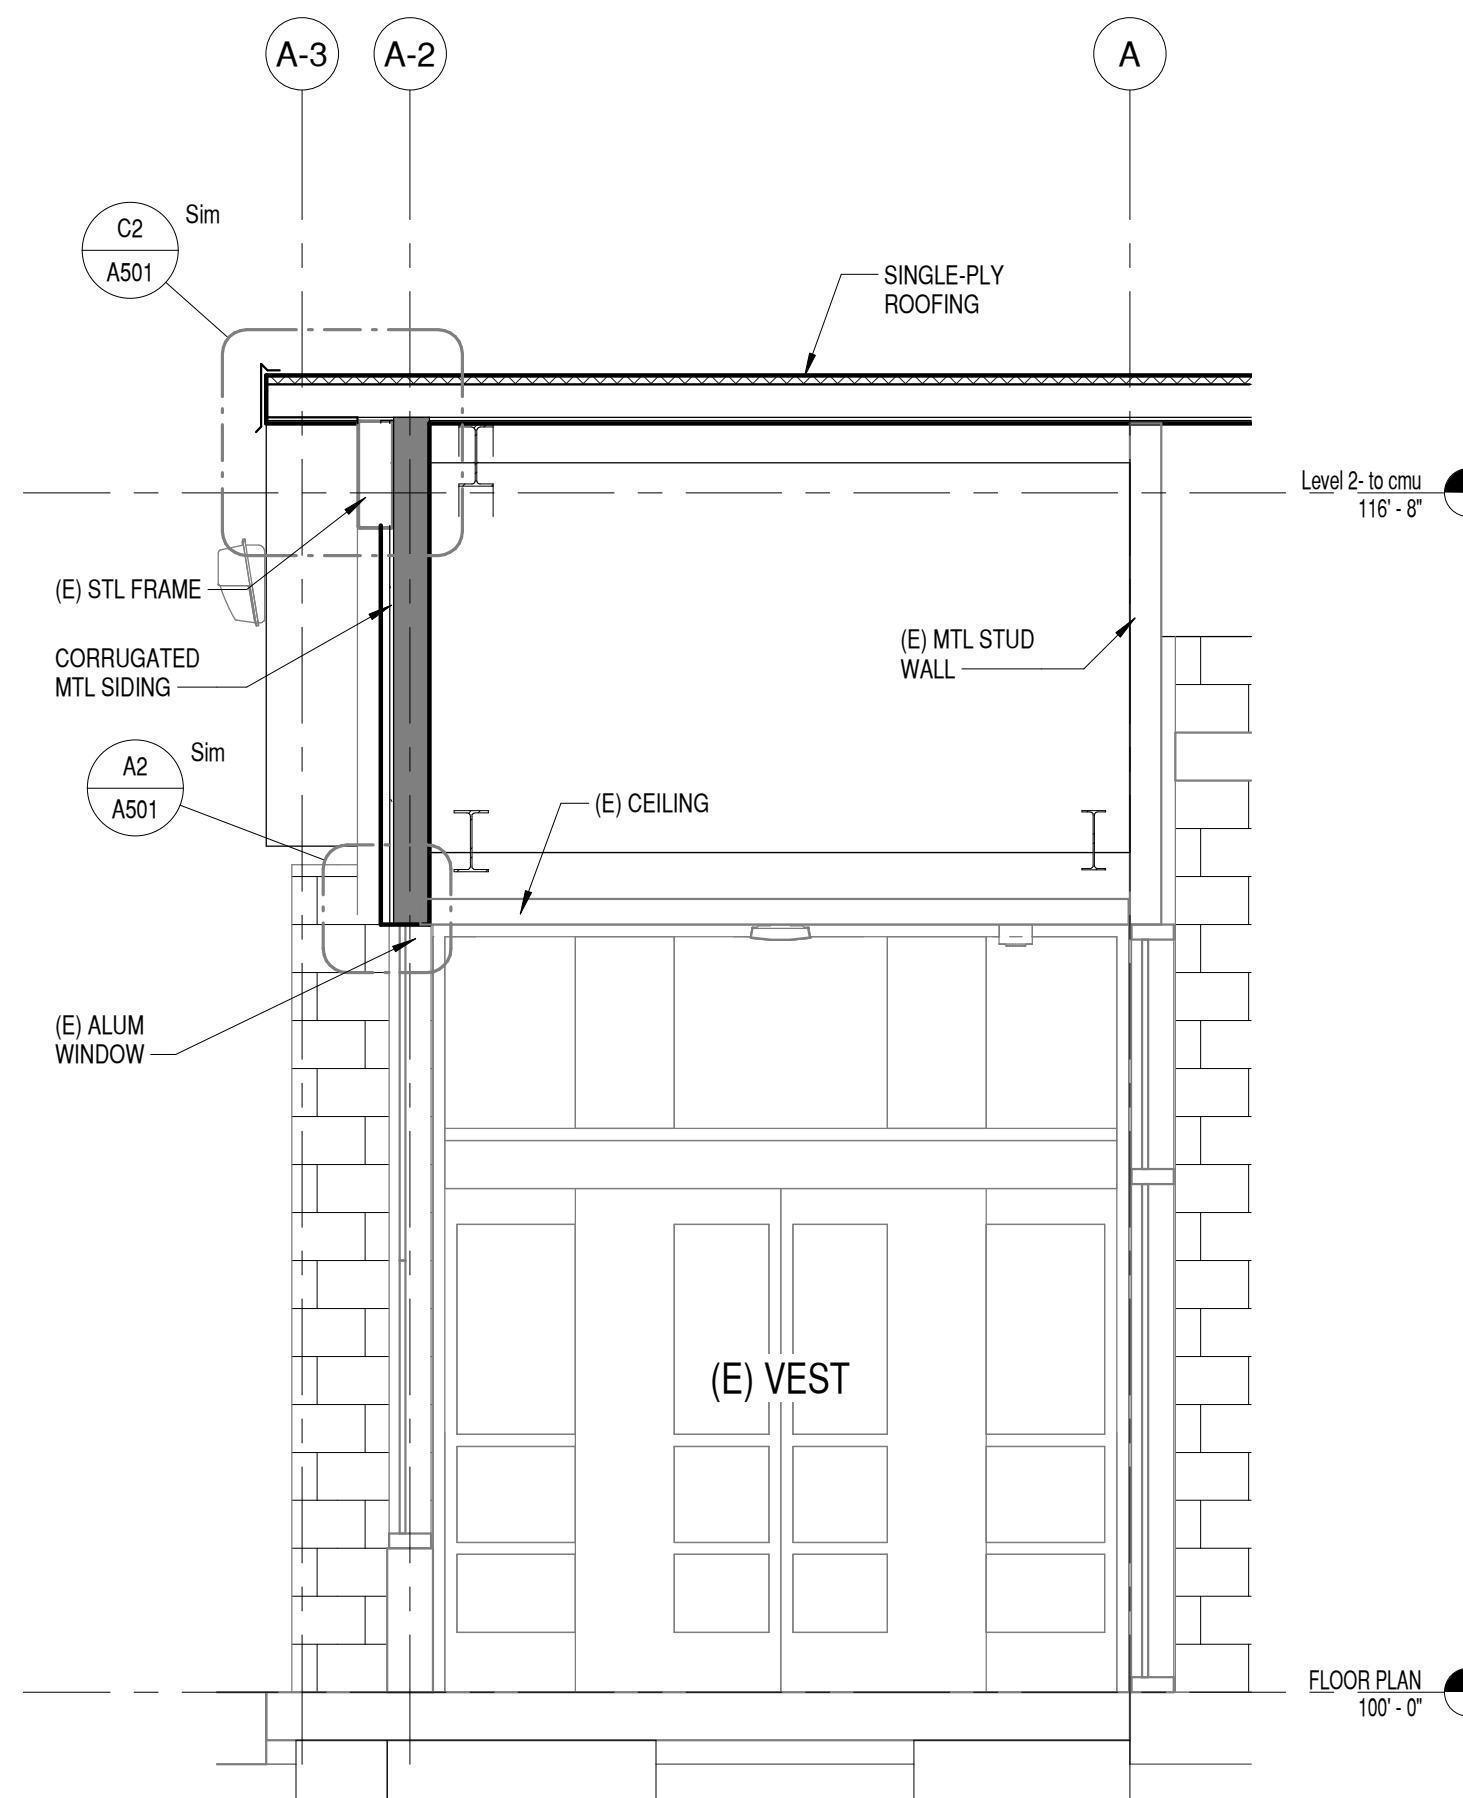 A-3
A-2
A
C2
A501
Sim
SINGLE-PLY
ROOFING
Level 2- to cmu
116' - 8"
(E) STL FRAME
(E) MTL STUD
WALL
CORRUGATED
MTL SIDING
A2
A501
Sim
(E) CEILING
(E) ALUM
WINDOW
(E) VEST
FLOOR PLAN
100' - 0"